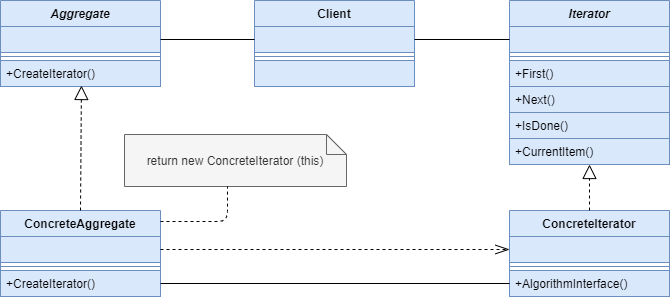 Aggregate
Client
Iterator
+CreateIterator()
+First()
+Next()
+IsDone()
+CurrentItem()
return new ConcreteIterator (this)
ConcreteAggregate
ConcreteIterator
+CreateIterator()
+AlgorithmInterface()